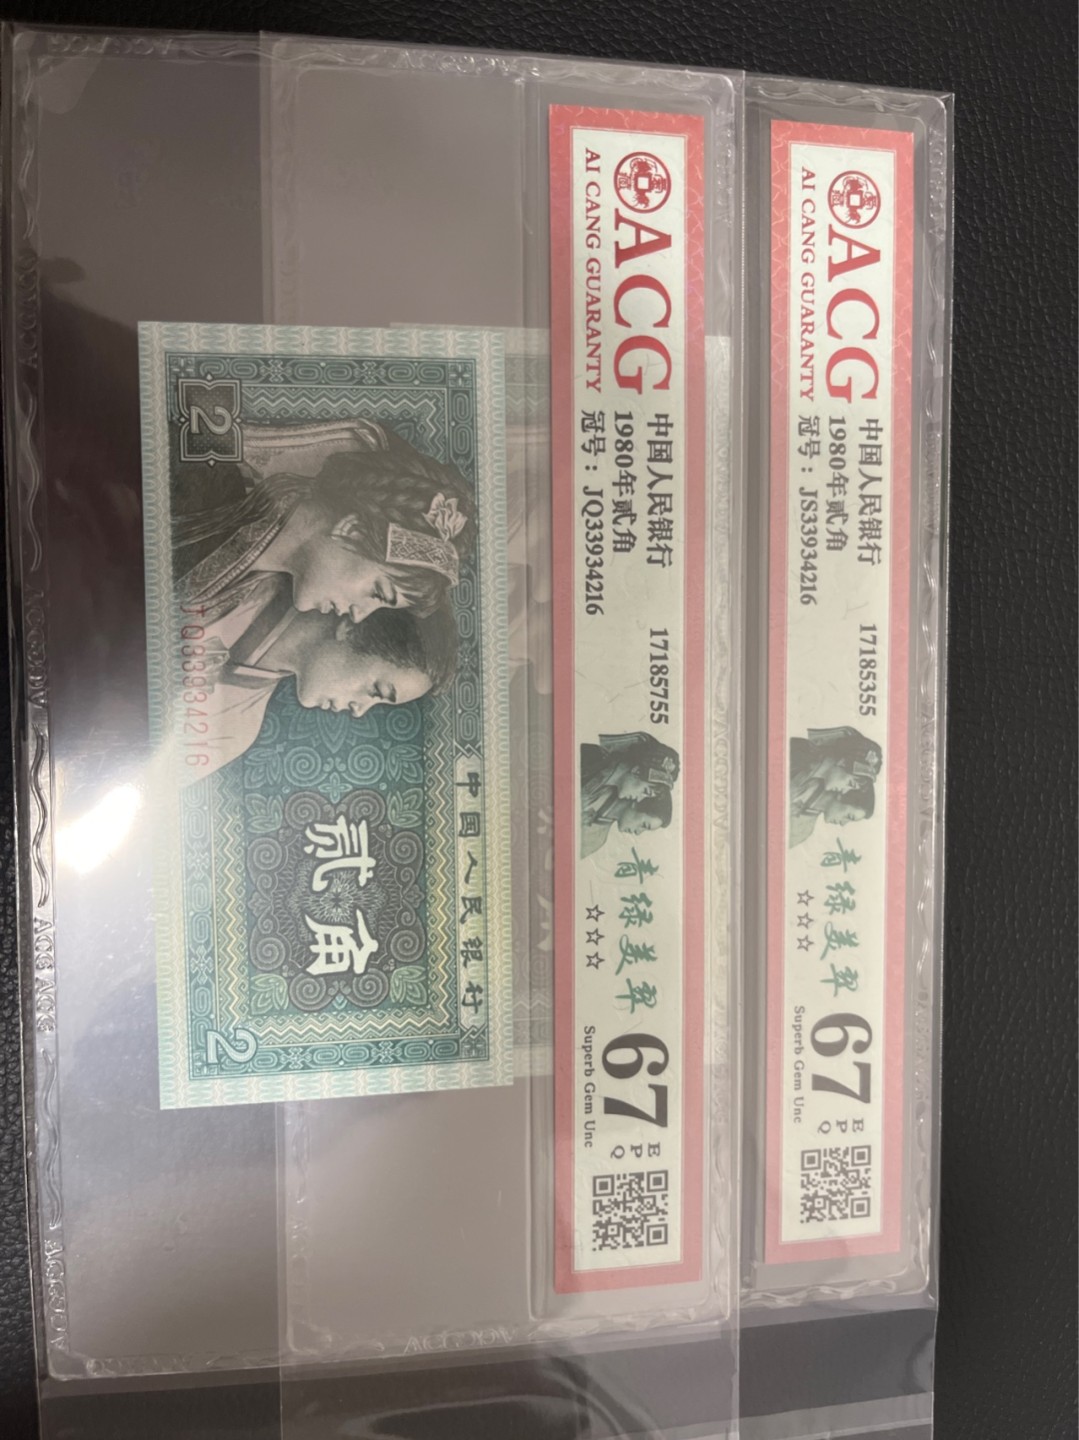 ACG
AI CANG GUARANTY
中国人民银行 17185355
1980年贰角
冠号：JS33934216
青绿美翠
☆☆☆
67
EPQ
Superb Gem Unc
ACG
AI CANG GUARANTY
中国人民银行 17185755
1980年贰角
冠号：JQ33934216
青绿美翠
☆☆☆
67
EPQ
Superb Gem Unc
中国人民银行
贰角
2
2
JQ33934216